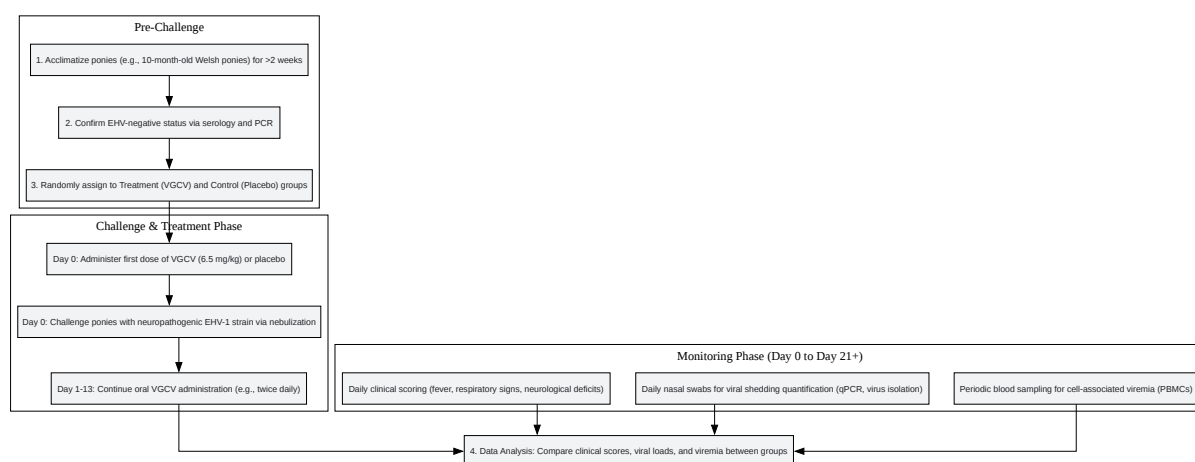 Pre-Challenge
1. Acclimatize ponies (e.g., 10-month-old Welsh ponies) for >2 weeks
2. Confirm EHV-negative status via serology and PCR
3. Randomly assign to Treatment (VGCV) and Control (Placebo) groups
Challenge & Treatment Phase
Day 0: Administer first dose of VGCV (6.5 mg/kg) or placebo
Day 0: Challenge ponies with neuropathogenic EHV-1 strain via nebulization
Day 1-13: Continue oral VGCV administration (e.g., twice daily)
Monitoring Phase (Day 0 to Day 21+)
Daily clinical scoring (fever, respiratory signs, neurological deficits)
Daily nasal swabs for viral shedding quantification (qPCR, virus isolation)
Periodic blood sampling for cell-associated viremia (PBMCs)
4. Data Analysis: Compare clinical scores, viral loads, and viremia between groups